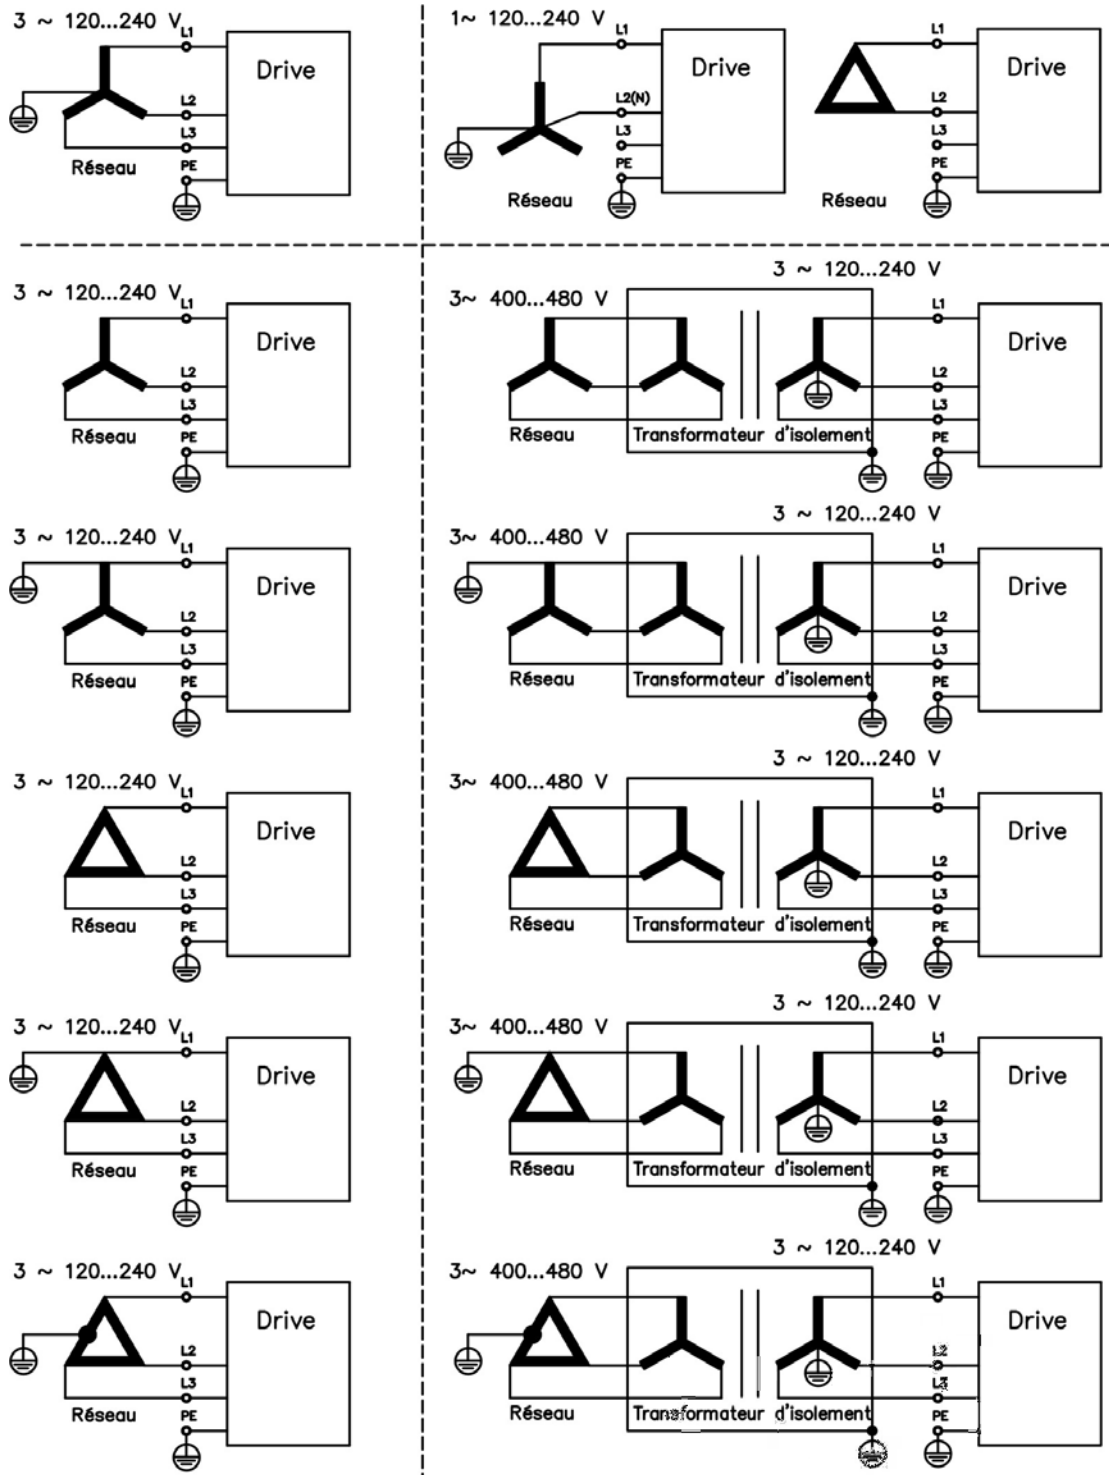 3 ~ 120...240 V
L1
Drive
L2
L3
PE
Réseau
1~ 120...240 V
L1
Drive
L2(N)
L3
PE
Réseau
L1
Drive
L2
L3
PE
Réseau
3 ~ 120...240 V
L1
Drive
L2
L3
PE
Réseau
3~ 400...480 V
3 ~ 120...240 V
L1
Drive
L2
L3
PE
Réseau
Transformateur d'isolement
3 ~ 120...240 V
L1
Drive
L2
L3
PE
Réseau
3~ 400...480 V
3 ~ 120...240 V
L1
Drive
L2
L3
PE
Réseau
Transformateur d'isolement
3 ~ 120...240 V
L1
Drive
L2
L3
PE
Réseau
3~ 400...480 V
3 ~ 120...240 V
L1
Drive
L2
L3
PE
Réseau
Transformateur d'isolement
3 ~ 120...240 V
L1
Drive
L2
L3
PE
Réseau
3~ 400...480 V
3 ~ 120...240 V
L1
Drive
L2
L3
PE
Réseau
Transformateur d'isolement
3 ~ 120...240 V
L1
Drive
L2
L3
PE
Réseau
3~ 400...480 V
3 ~ 120...240 V
L1
Drive
L2
L3
PE
Réseau
Transformateur d'isolement